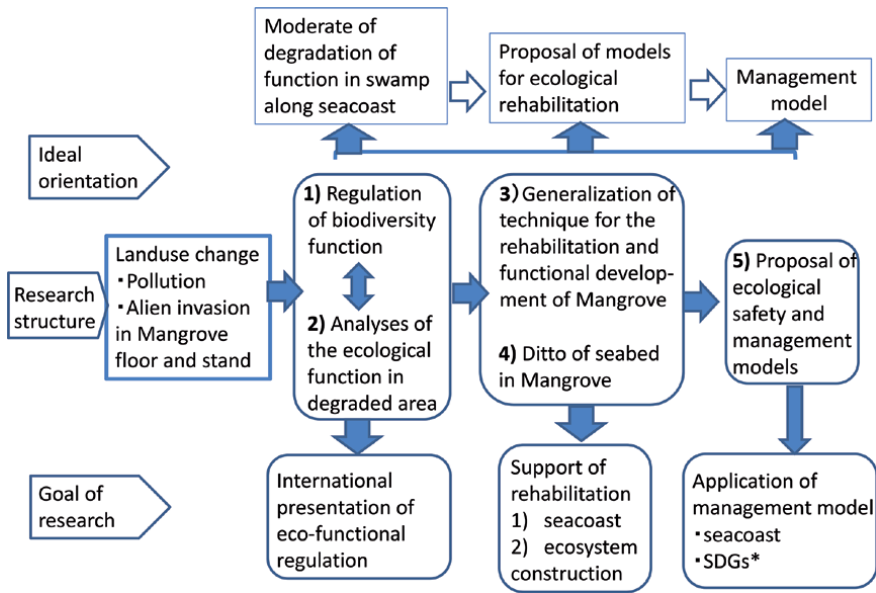 Moderate of
degradation of
function in swamp
along seacoast
Proposal of models
for ecological
rehabilitation
Management
model
Ideal
orientation
Research
structure
Landuse change
・Pollution
・Alien invasion
in Mangrove
floor and stand
1) Regulation
of biodiversity
function
2) Analyses of
the ecological
function in
degraded area
3）Generalization of
technique for the
rehabilitation and
functional develop-
ment of Mangrove
4) Ditto of seabed
in Mangrove
5) Proposal of
ecological
safety and
management
models
Goal of
research
International
presentation of
eco-functional
regulation
Support of
rehabilitation
1) seacoast
2) ecosystem
construction
Application of
management model
・seacoast
・SDGs*